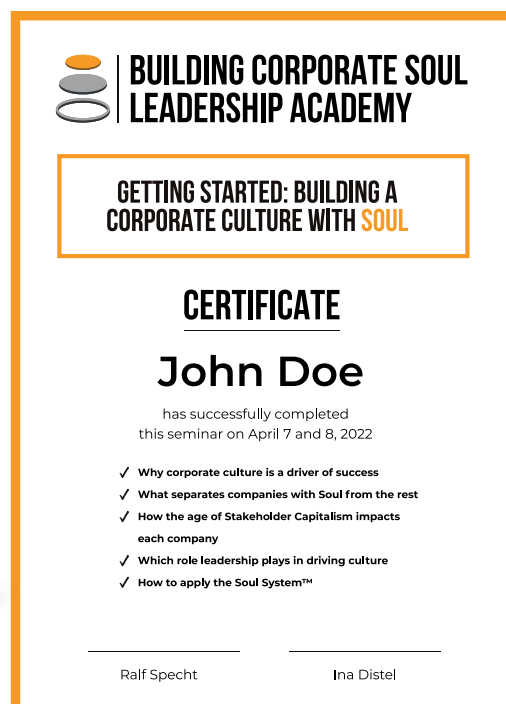 BUILDING CORPORATE SOUL
LEADERSHIP ACADEMY
GETTING STARTED: BUILDING A
CORPORATE CULTURE WITH SOUL
CERTIFICATE
John Doe
has successfully completed
this seminar on April 7 and 8, 2022
✓ Why corporate culture is a driver of success
✓ What separates companies with Soul from the rest
✓ How the age of Stakeholder Capitalism impacts
each company
✓ Which role leadership plays in driving culture
✓ How to apply the Soul System™
Ralf Specht
Ina Distel